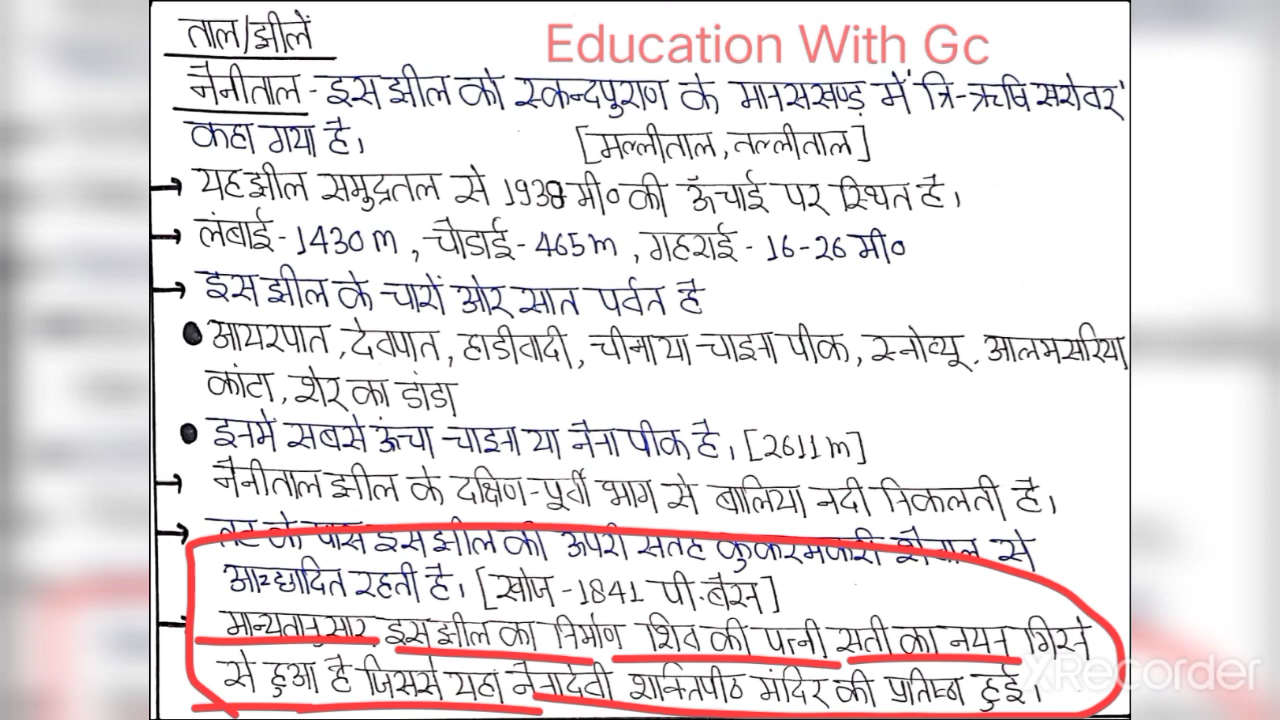 ताल/झीलें
Education With Gc
नैनीताल - इस झील को स्कन्दपुराण के मानसखण्ड में 'त्रि-ऋषि सरोवर'
कहा गया है। [मल्लीताल, तल्लीताल]
→ यह झील समुद्रतल से 1938 मी० की ऊँचाई पर स्थित है।
→ लंबाई - 1430 m, चौडाई - 465 m, गहराई - 16-26 मी०
→ इस झील के चारों ओर सात पर्वत है
• आयरपात, देवपात, हाडीवादी, चीना या चाइना पीक, स्नोव्यू, आलमसरिया
कांटा, शेर का डांडा
• इनमें सबसे ऊंचा चाइना या नैना पीक है। [2611 m]
→ नैनीताल झील के दक्षिण-पूर्वी भाग से बालिया नदी निकलती है।
→ तट के पास इस झील की ऊपरी सतह कुकरमजरी शैवाल से
आच्छादित रहती है। [खोज - 1841 पी. बैरन]
→ मान्यतानुसार इस झील का निर्माण शिव की पत्नी सती का नयन गिरने
से हुआ है जिससे यहां नैनादेवी शक्तिपीठ मंदिर की प्रतिष्ठा हुई।
XRecorder